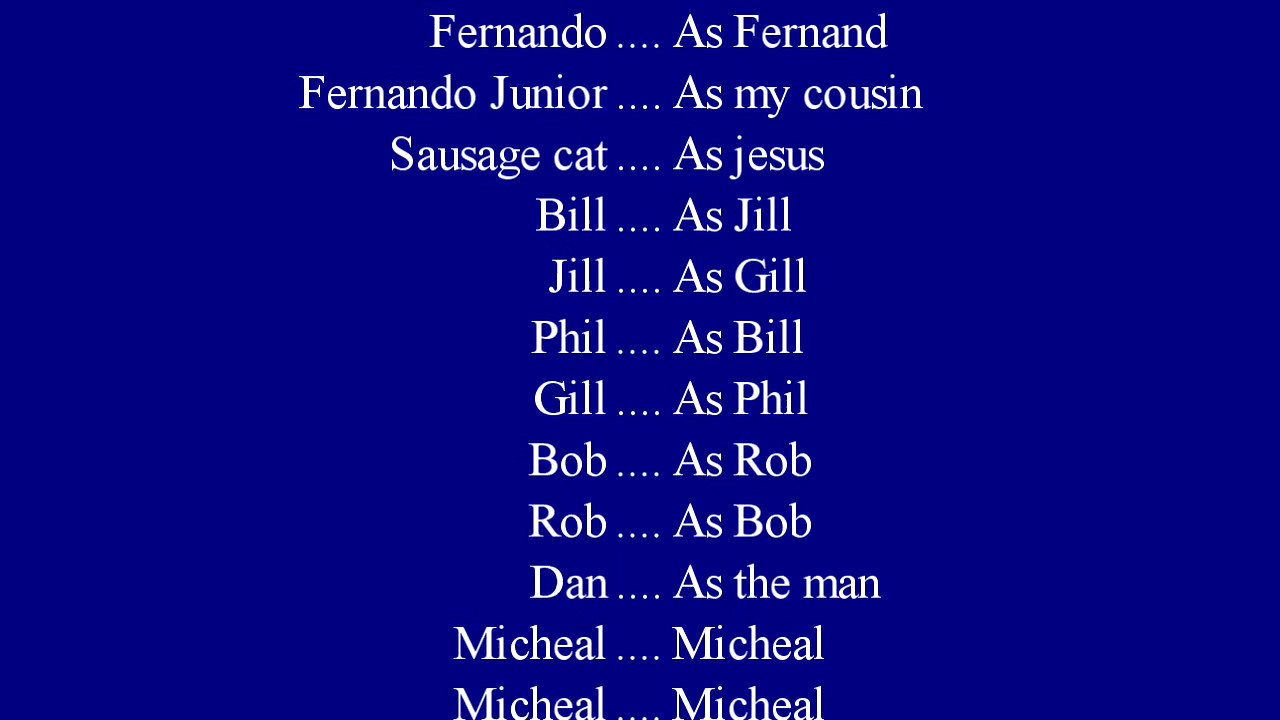 Fernando .... As Fernand
Fernando Junior .... As my cousin
Sausage cat .... As jesus
Bill .... As Jill
Jill .... As Gill
Phil .... As Bill
Gill .... As Phil
Bob .... As Rob
Rob .... As Bob
Dan .... As the man
Micheal .... Micheal
Micheal .... Micheal